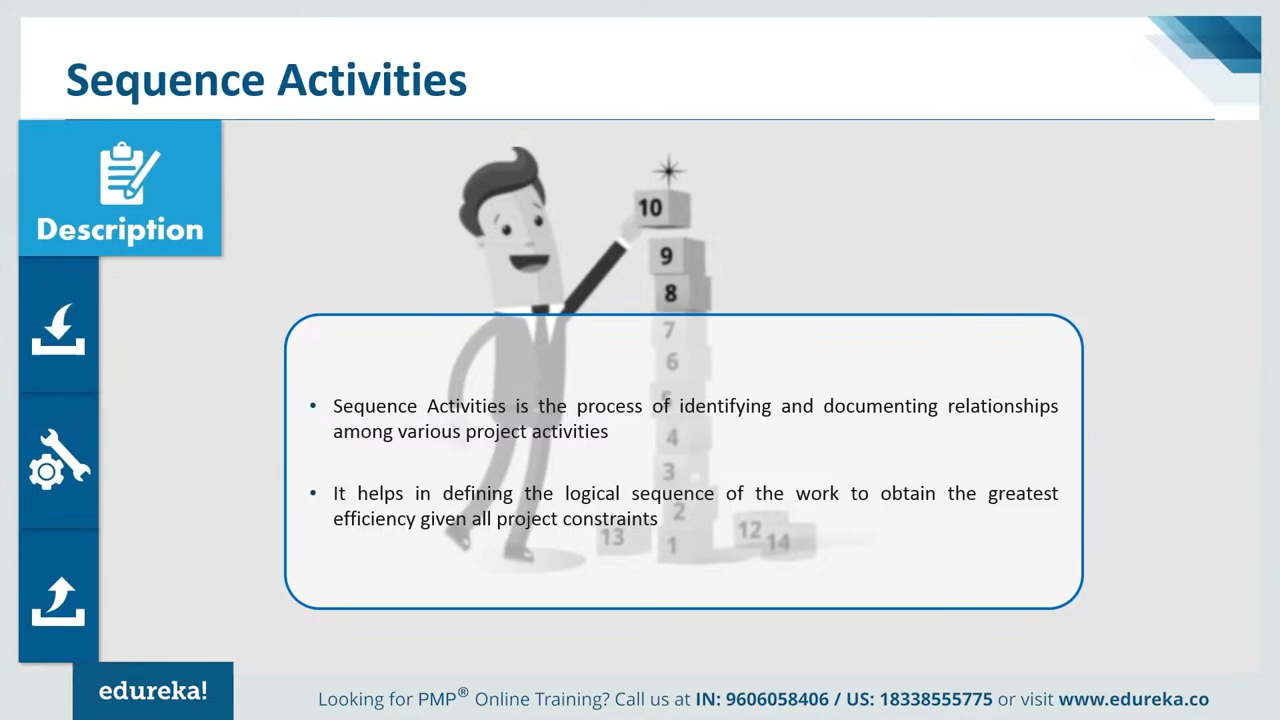 Sequence Activities
Description
10
9
8
7
6
5
4
3
2
1
13
12
14
• Sequence Activities is the process of identifying and documenting relationships
among various project activities
• It helps in defining the logical sequence of the work to obtain the greatest
efficiency given all project constraints
edureka!
Looking for PMP® Online Training? Call us at IN: 9606058406 / US: 18338555775 or visit www.edureka.co